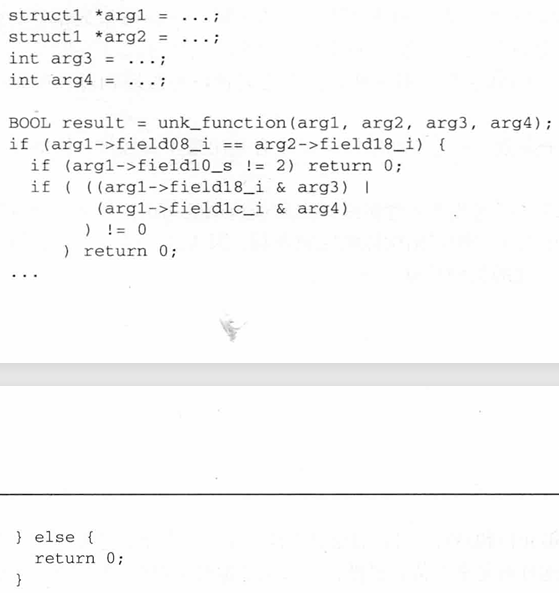 struct1 *arg1 = ...;
struct1 *arg2 = ...;
int arg3 = ...;
int arg4 = ...;

BOOL result = unk_function(arg1, arg2, arg3, arg4);
if (arg1->field08_i == arg2->field18_i) {
  if (arg1->field10_s != 2) return 0;
  if ( ((arg1->field18_i & arg3) |
        (arg1->field1c_i & arg4)
       ) != 0
     ) return 0;
...
} else {
  return 0;
}